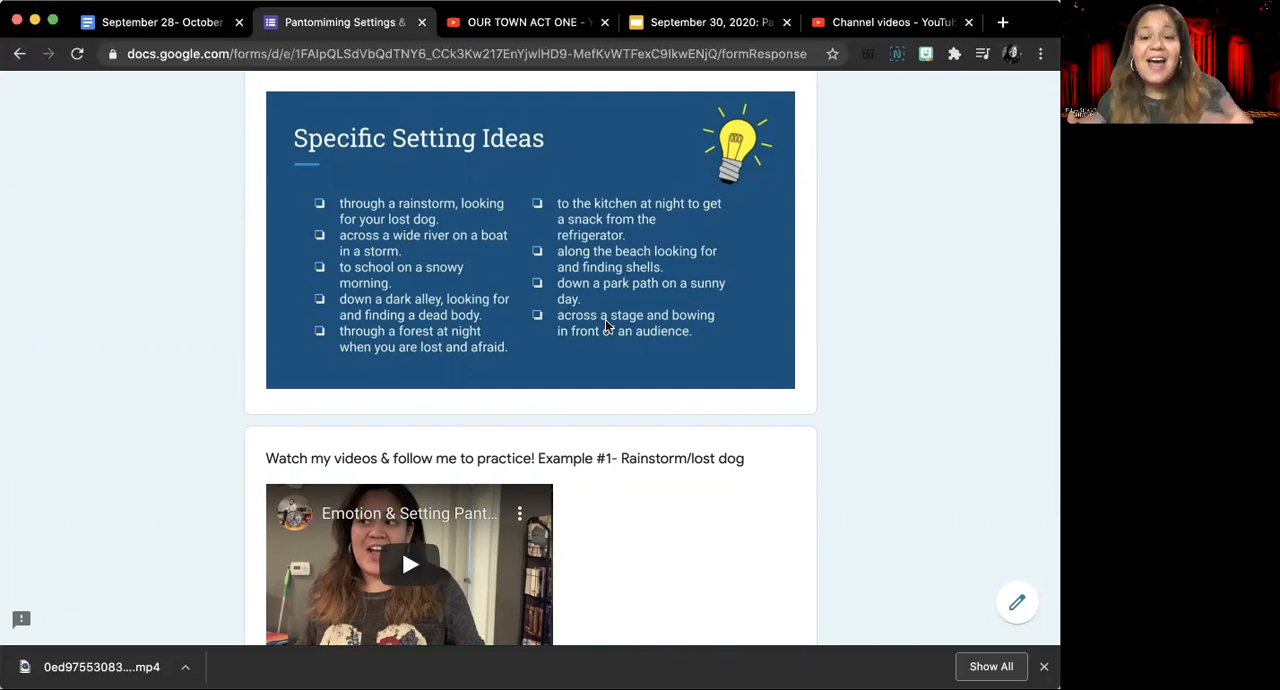 September 28- October
Pantomiming Settings &
OUR TOWN ACT ONE - Y
September 30, 2020: Pa
Channel videos - YouTu
docs.google.com/forms/d/e/1FAIpQLSdVbQdTNY6_CCk3Kw217EnYjwlHD9-MefKvWTFexC9IkwENjQ/formResponse
Specific Setting Ideas
through a rainstorm, looking
for your lost dog.
across a wide river on a boat
in a storm.
to school on a snowy
morning.
down a dark alley, looking for
and finding a dead body.
through a forest at night
when you are lost and afraid.
to the kitchen at night to get
a snack from the
refrigerator.
along the beach looking for
and finding shells.
down a park path on a sunny
day.
across a stage and bowing
in front of an audience.
Watch my videos & follow me to practice! Example #1- Rainstorm/lost dog
Emotion & Setting Pant...
0ed97553083....mp4
Show All